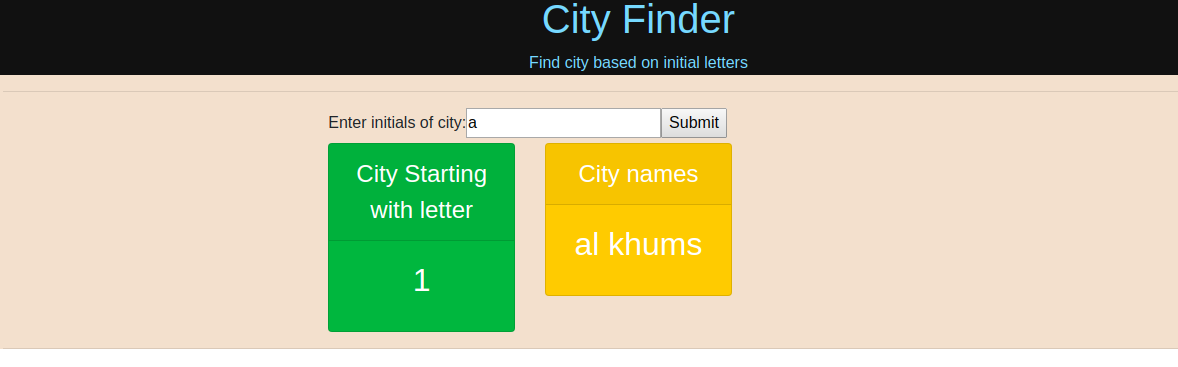 City Finder
Find city based on initial letters
Enter initials of city: a Submit
City Starting
with letter
1
City names
al khums